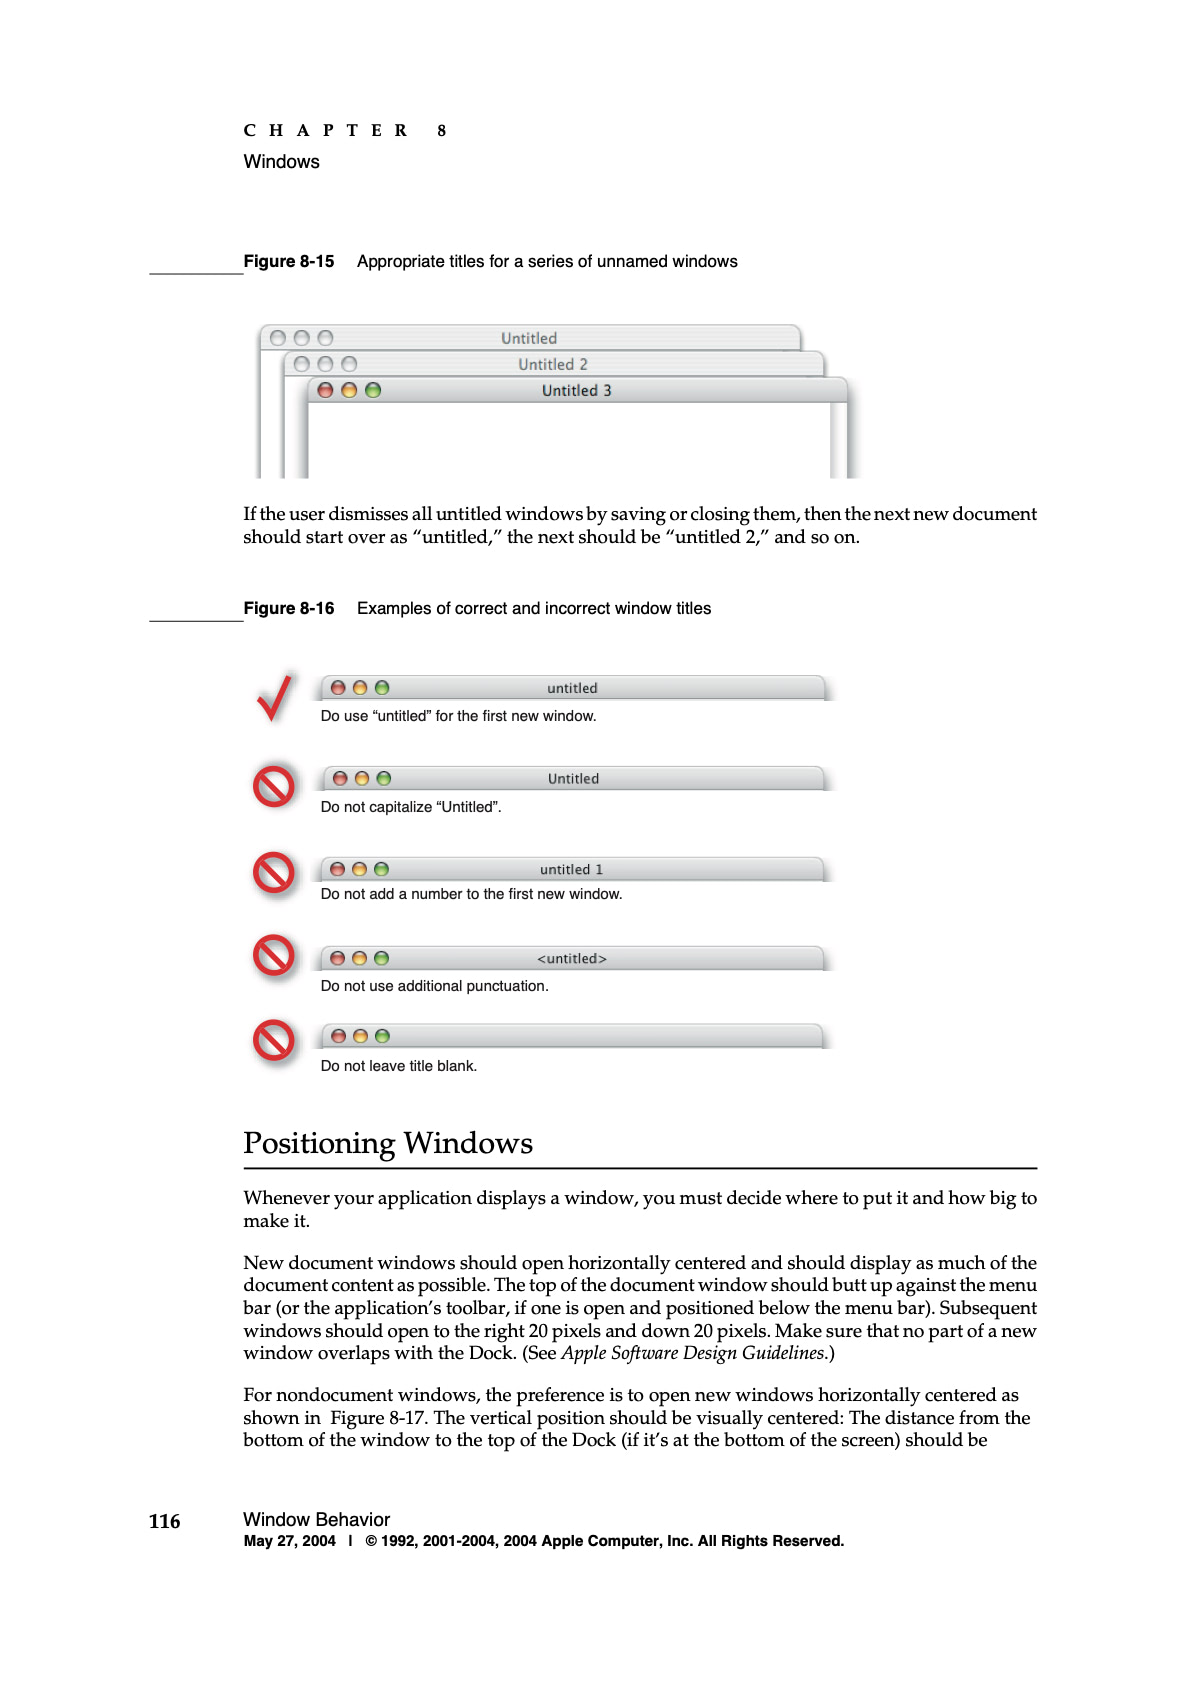 CHAPTER 8
Windows
Figure 8-15 Appropriate titles for a series of unnamed windows
Untitled
Untitled 2
Untitled 3
If the user dismisses all untitled windows by saving or closing them, then the next new document
should start over as “untitled,” the next should be “untitled 2,” and so on.
Figure 8-16 Examples of correct and incorrect window titles
untitled
Do use “untitled” for the first new window.
Untitled
Do not capitalize “Untitled”.
untitled 1
Do not add a number to the first new window.
<untitled>
Do not use additional punctuation.
Do not leave title blank.
Positioning Windows
Whenever your application displays a window, you must decide where to put it and how big to
make it.
New document windows should open horizontally centered and should display as much of the
document content as possible. The top of the document window should butt up against the menu
bar (or the application’s toolbar, if one is open and positioned below the menu bar). Subsequent
windows should open to the right 20 pixels and down 20 pixels. Make sure that no part of a new
window overlaps with the Dock. (See Apple Software Design Guidelines.)
For nondocument windows, the preference is to open new windows horizontally centered as
shown in Figure 8-17. The vertical position should be visually centered: The distance from the
bottom of the window to the top of the Dock (if it’s at the bottom of the screen) should be
116 Window Behavior
May 27, 2004 | © 1992, 2001-2004, 2004 Apple Computer, Inc. All Rights Reserved.